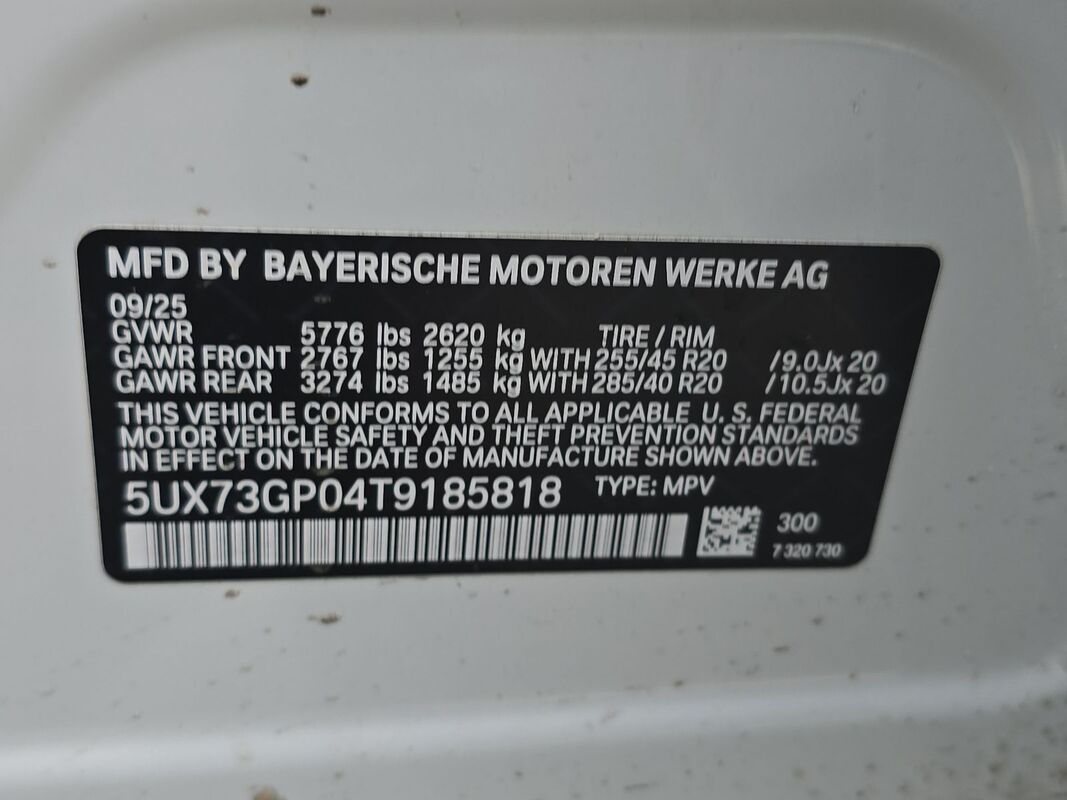 MFD BY BAYERISCHE MOTOREN WERKE AG
09/25
GVWR 5776 lbs 2620 kg TIRE / RIM
GAWR FRONT 2767 lbs 1255 kg WITH 255/45 R20 / 9.0Jx 20
GAWR REAR 3274 lbs 1485 kg WITH 285/40 R20 / 10.5Jx 20
THIS VEHICLE CONFORMS TO ALL APPLICABLE U. S. FEDERAL
MOTOR VEHICLE SAFETY AND THEFT PREVENTION STANDARDS
IN EFFECT ON THE DATE OF MANUFACTURE SHOWN ABOVE.
5UX73GP04T9185818 TYPE: MPV
300
7 320 730